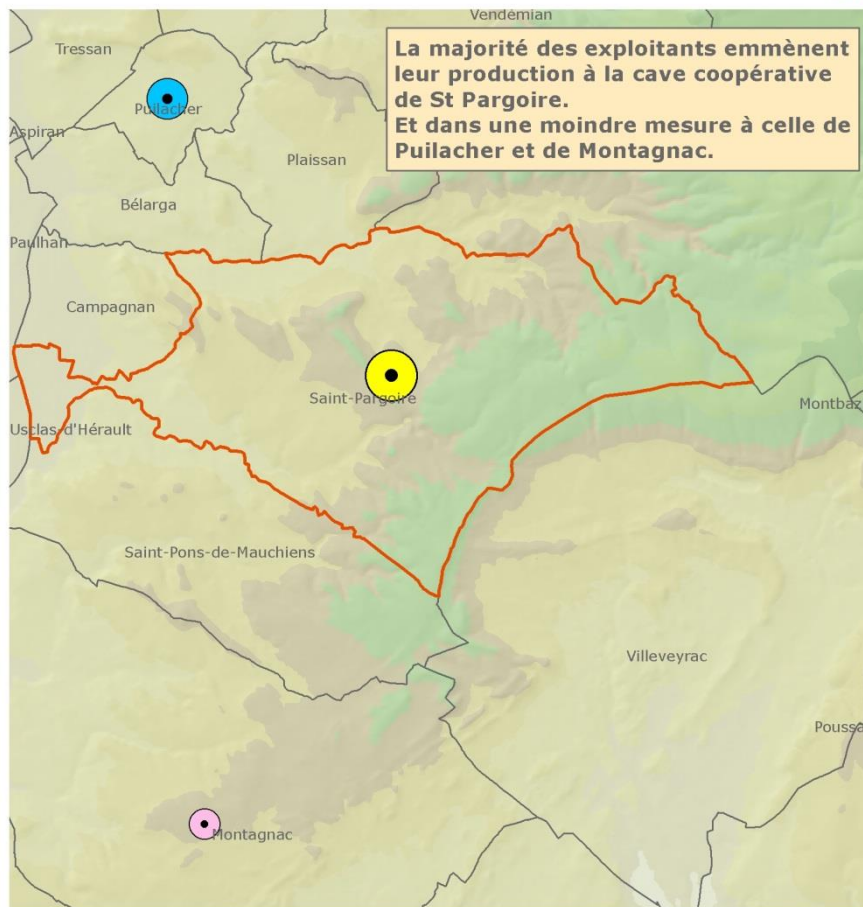 Vendémian
La majorité des exploitants emmènent
leur production à la cave coopérative
de St Pargoire.
Et dans une moindre mesure à celle de
Puilacher et de Montagnac.
Tressan
Puilacher
Aspiran
Plaissan
Bélarga
Paulhan
Campagnan
Saint-Pargoire
Montbaz
Usclas-d'Hérault
Saint-Pons-de-Mauchiens
Villeveyrac
Poussa
Montagnac